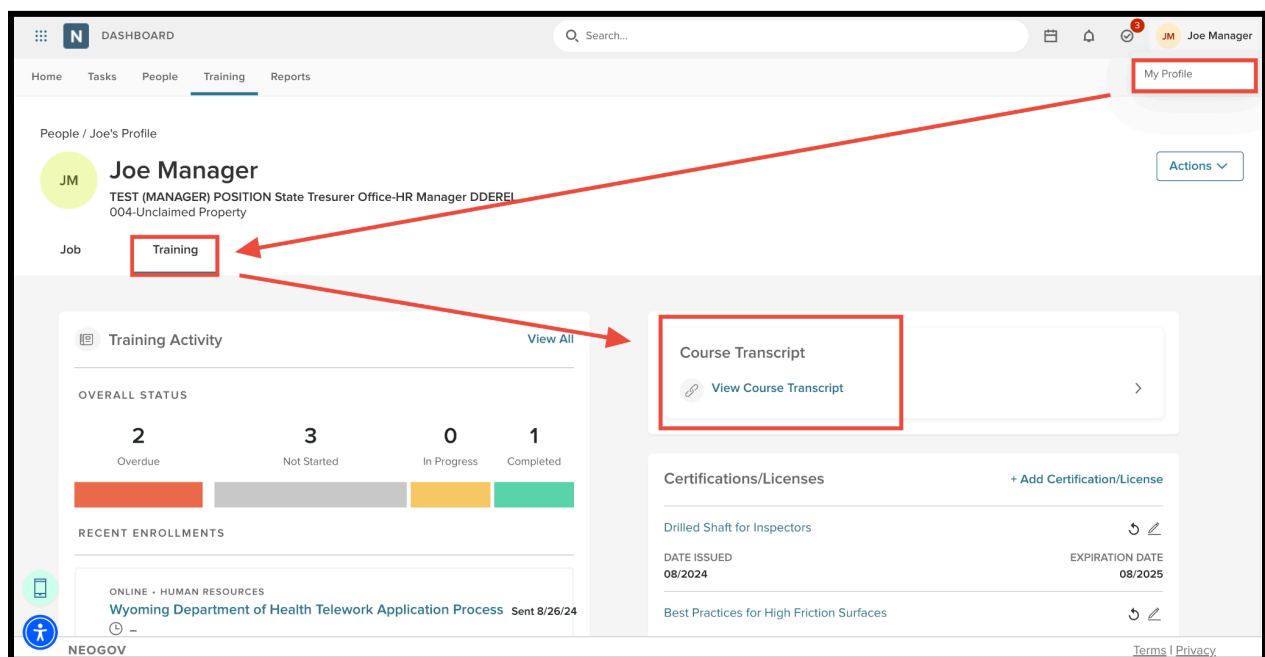 N DASHBOARD
Search...
3
JM Joe Manager
Home Tasks People Training Reports
My Profile
People / Joe's Profile
JM
Joe Manager
TEST (MANAGER) POSITION State Tresurer Office-HR Manager DDEREL
004-Unclaimed Property
Actions
Job Training
Training Activity
View All
OVERALL STATUS
2 3 0 1
Overdue Not Started In Progress Completed
RECENT ENROLLMENTS
ONLINE • HUMAN RESOURCES
Wyoming Department of Health Telework Application Process Sent 8/26/24
–
Course Transcript
View Course Transcript
Certifications/Licenses
+ Add Certification/License
Drilled Shaft for Inspectors
DATE ISSUED EXPIRATION DATE
08/2024 08/2025
Best Practices for High Friction Surfaces
NEOGOV
Terms | Privacy